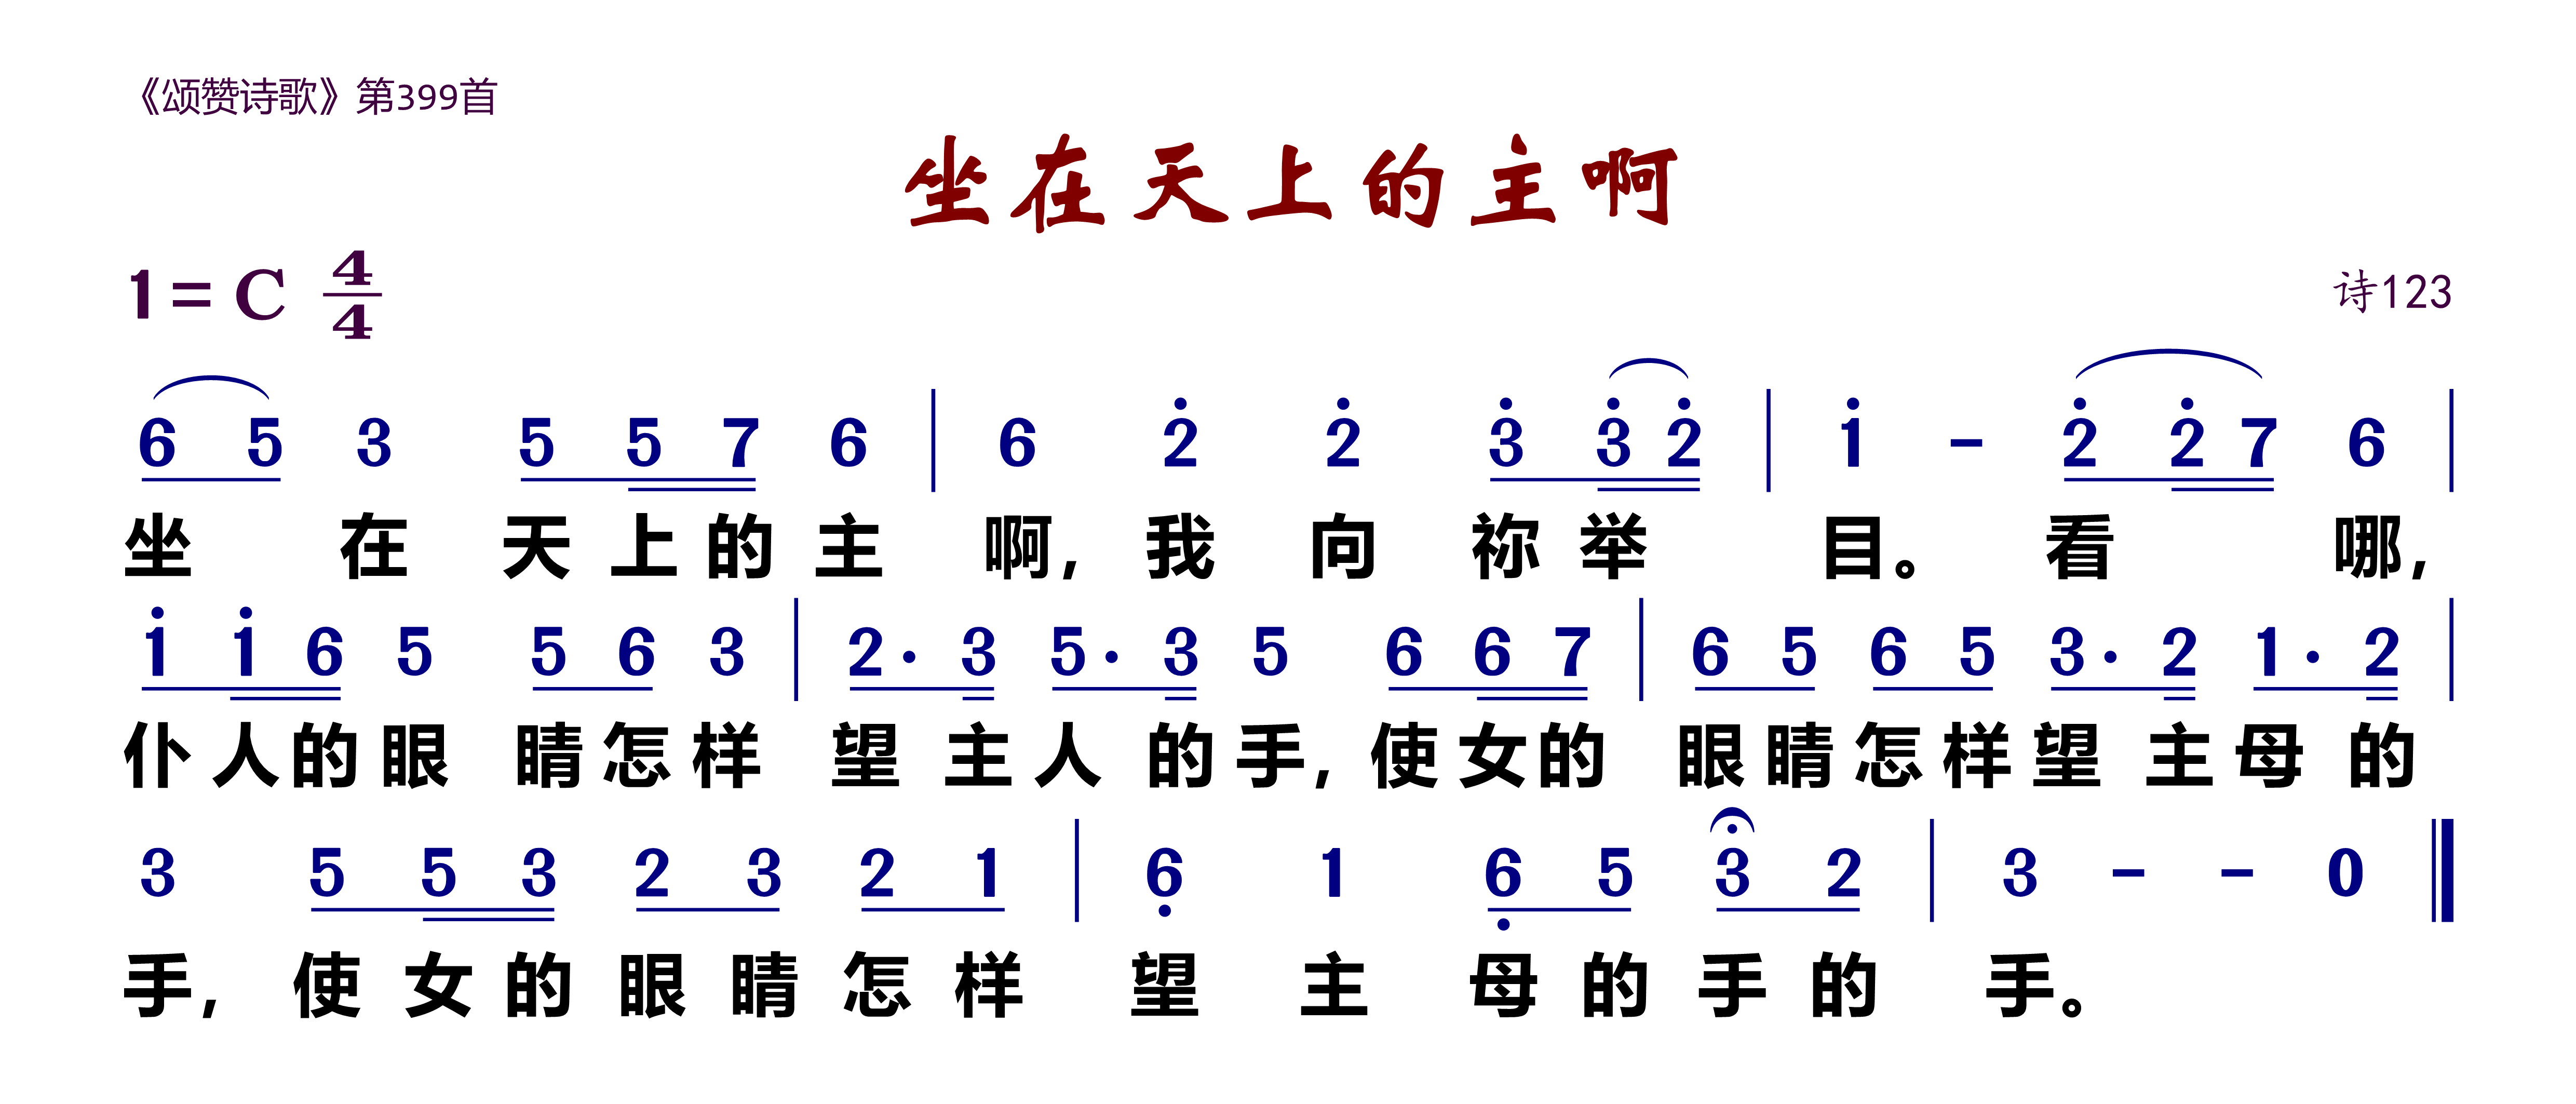 《颂赞诗歌》第399首
坐在天上的主啊
1= C 4/4
诗123
6 5 3 5 5 7 6 | 6 2̇ 2̇ 3̇ 3̇ 2̇ | 1̇ - 2̇ 2̇ 7 6 |
坐 在 天 上 的 主 啊, 我 向 祢 举 目。 看 哪,
1̇ 1̇ 6 5 5 6 3 | 2· 3 5· 3 5 6 6 7 | 6 5 6 5 3· 2 1· 2 |
仆 人 的 眼 睛 怎 样 望 主 人 的 手, 使 女 的 眼 睛 怎 样 望 主 母 的
3 5 5 3 2 3 2 1 | 6̣ 1 6̣ 5 3 2 | 3 - - 0 ‖
手, 使 女 的 眼 睛 怎 样 望 主 母 的 手 的 手。